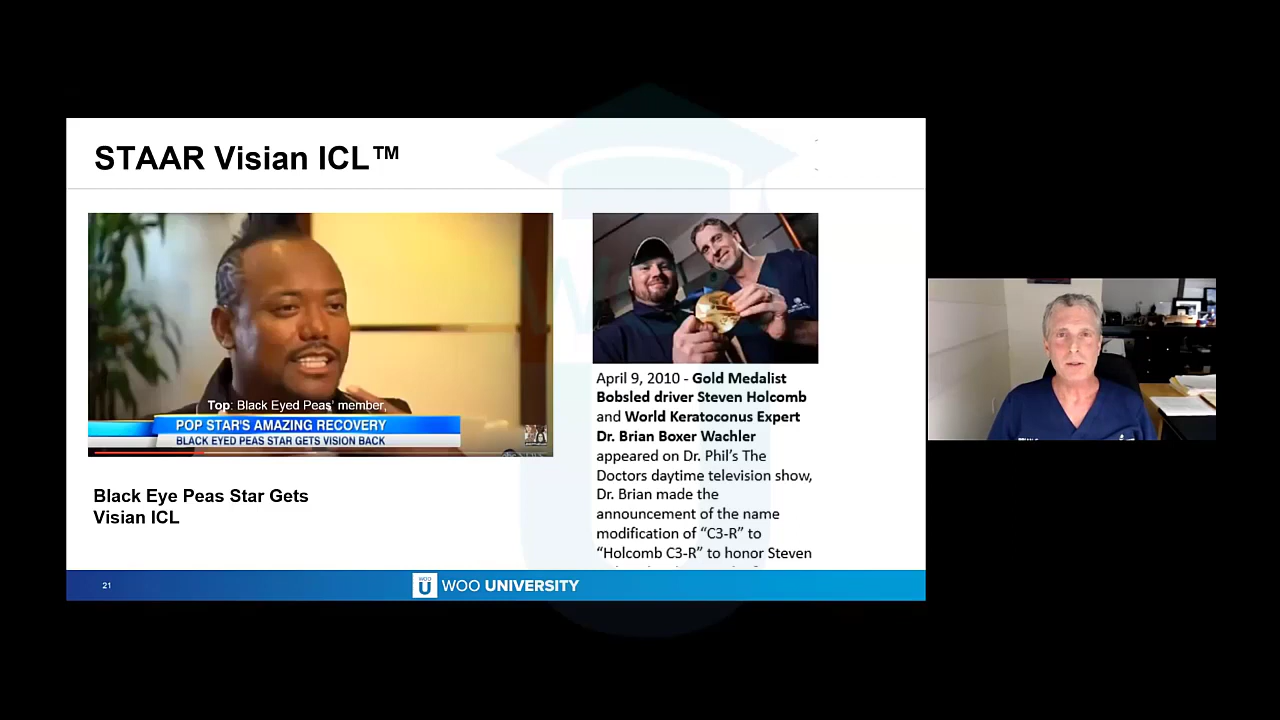 STAAR Visian ICL™
Top: Black Eyed Peas' member,
POP STAR'S AMAZING RECOVERY
BLACK EYED PEAS STAR GETS VISION BACK
Black Eye Peas Star Gets
Visian ICL
April 9, 2010 - Gold Medalist
Bobsled driver Steven Holcomb
and World Keratoconus Expert
Dr. Brian Boxer Wachler
appeared on Dr. Phil's The
Doctors daytime television show,
Dr. Brian made the
announcement of the name
modification of “C3-R” to
“Holcomb C3-R” to honor Steven
21
WOO U WOO UNIVERSITY